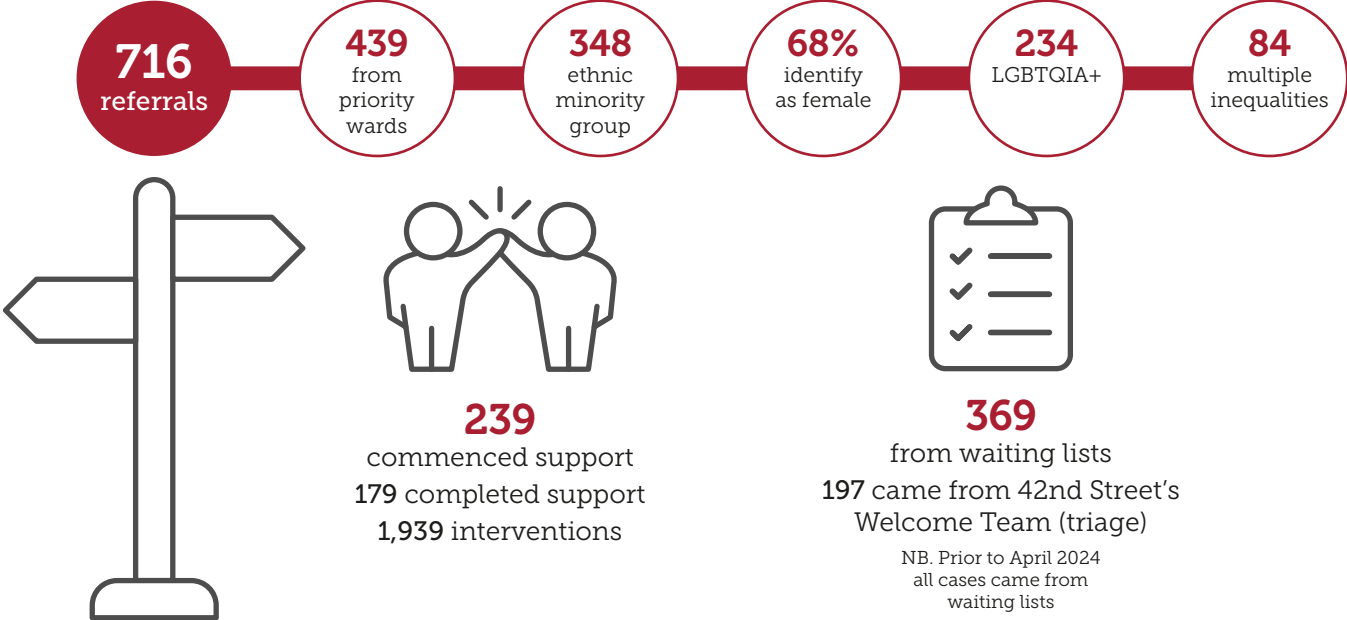 716
referrals
439
from
priority
wards
348
ethnic
minority
group
68%
identify
as female
234
LGBTQIA+
84
multiple
inequalities
239
commenced support
179 completed support
1,939 interventions
369
from waiting lists
197 came from 42nd Street’s
Welcome Team (triage)
NB. Prior to April 2024
all cases came from
waiting lists